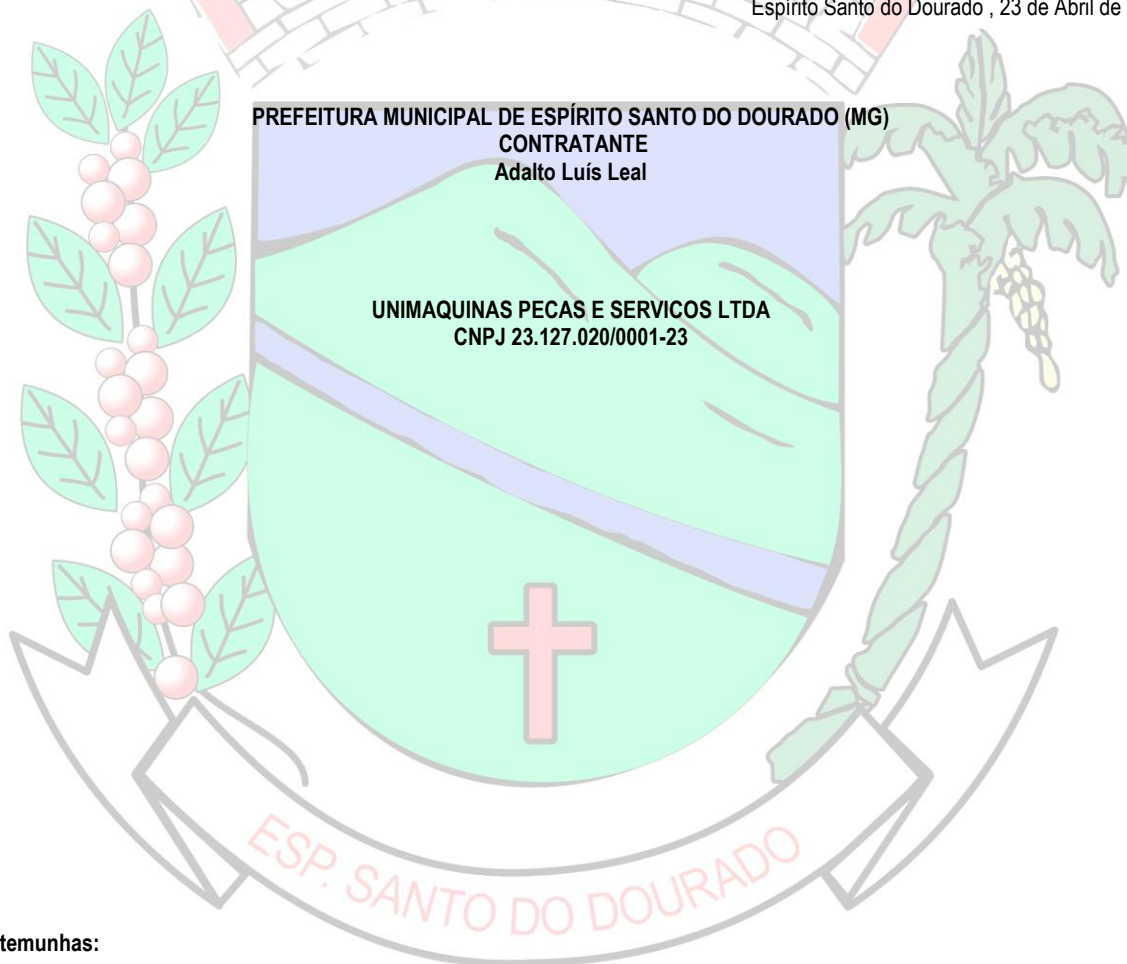 Espírito Santo do Dourado , 23 de Abril de
PREFEITURA MUNICIPAL DE ESPÍRITO SANTO DO DOURADO (MG)
CONTRATANTE
Adalto Luís Leal
UNIMAQUINAS PECAS E SERVICOS LTDA
CNPJ 23.127.020/0001-23
ESP. SANTO DO DOURADO
temunhas: